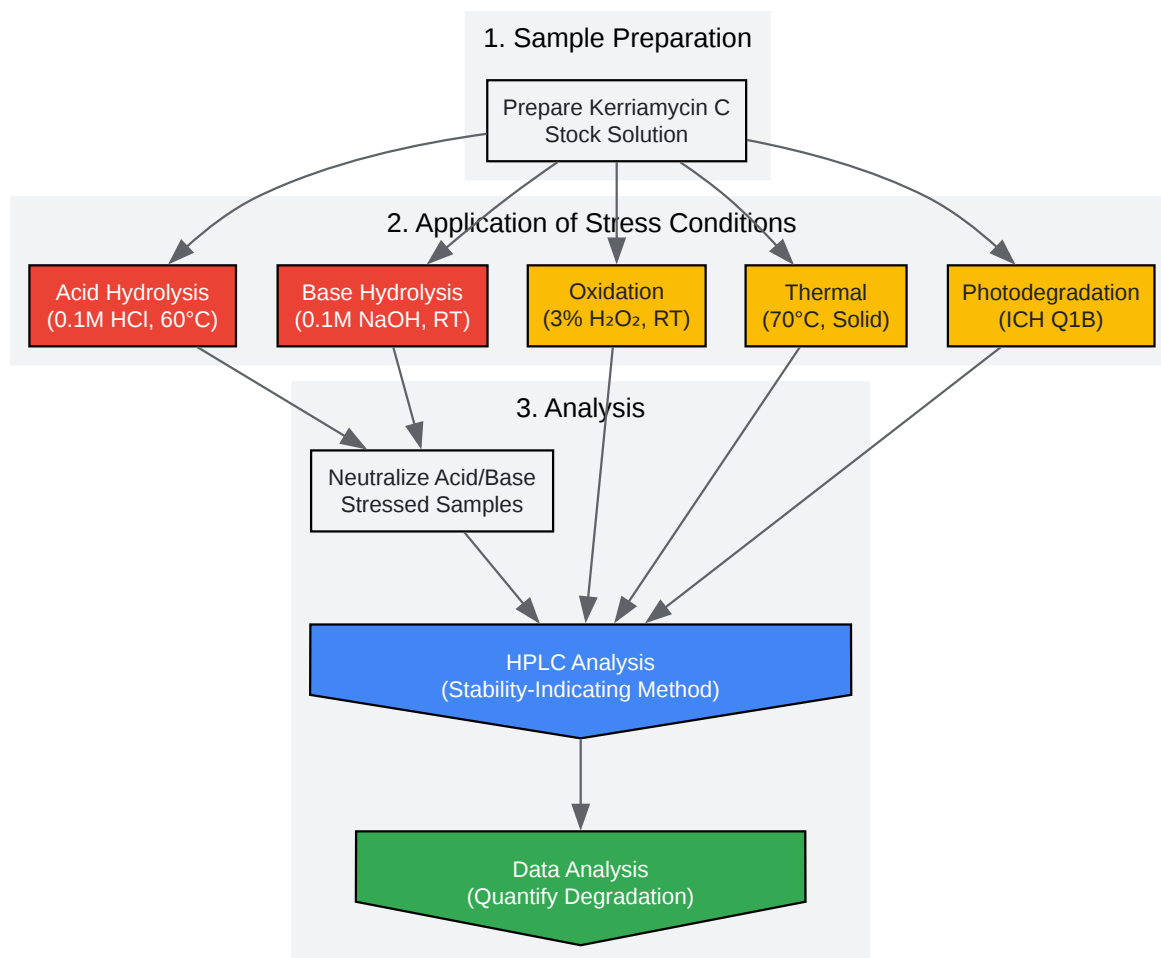 1. Sample Preparation
Prepare Kerriamycin C
Stock Solution
2. Application of Stress Conditions
Acid Hydrolysis
(0.1M HCl, 60°C)
Base Hydrolysis
(0.1M NaOH, RT)
Oxidation
(3% H₂O₂, RT)
Thermal
(70°C, Solid)
Photodegradation
(ICH Q1B)
3. Analysis
Neutralize Acid/Base
Stressed Samples
HPLC Analysis
(Stability-Indicating Method)
Data Analysis
(Quantify Degradation)